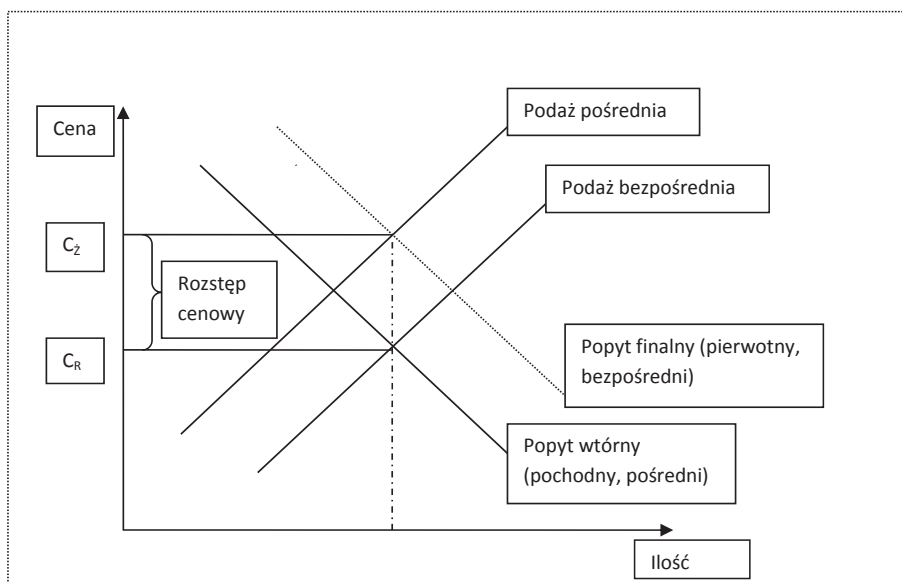 Podaż pośrednia
Cena
Podaż bezpośrednia
CŻ
Rozstęp
cenowy
CR
Popyt finalny (pierwotny,
bezpośredni)
Popyt wtórny
(pochodny, pośredni)
Ilość